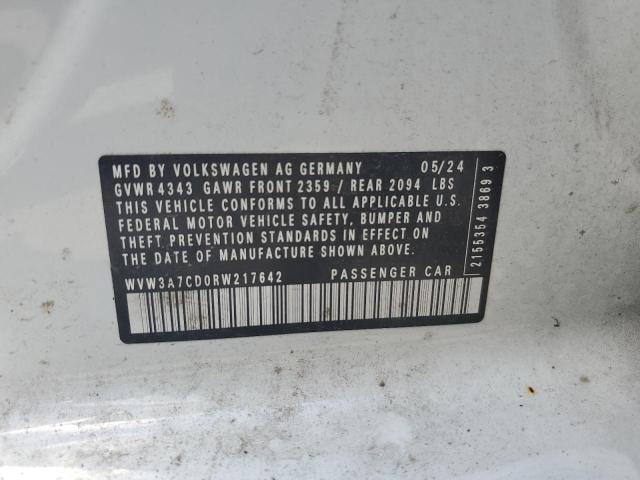 MFD BY VOLKSWAGEN AG GERMANY 05/24
GVWR 4343 GAWR FRONT 2359 / REAR 2094 LBS
THIS VEHICLE CONFORMS TO ALL APPLICABLE U.S.
FEDERAL MOTOR VEHICLE SAFETY, BUMPER AND
THEFT PREVENTION STANDARDS IN EFFECT ON
THE DATE OF MANUFACTURE SHOWN ABOVE.
WVW3A7CD0RW217642 PASSENGER CAR
2155354 3869 3